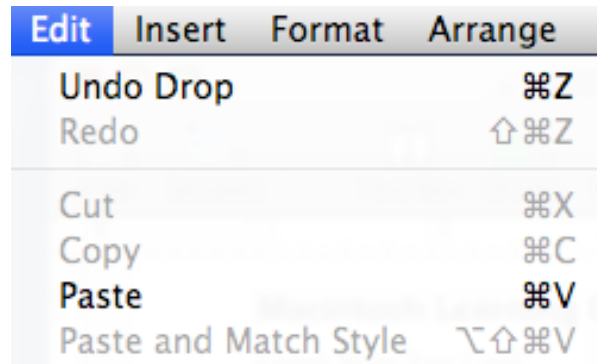 Edit Insert Format Arrange
Undo Drop ⌘Z
Redo ⇧⌘Z
Cut ⌘X
Copy ⌘C
Paste ⌘V
Paste and Match Style ⌥⇧⌘V